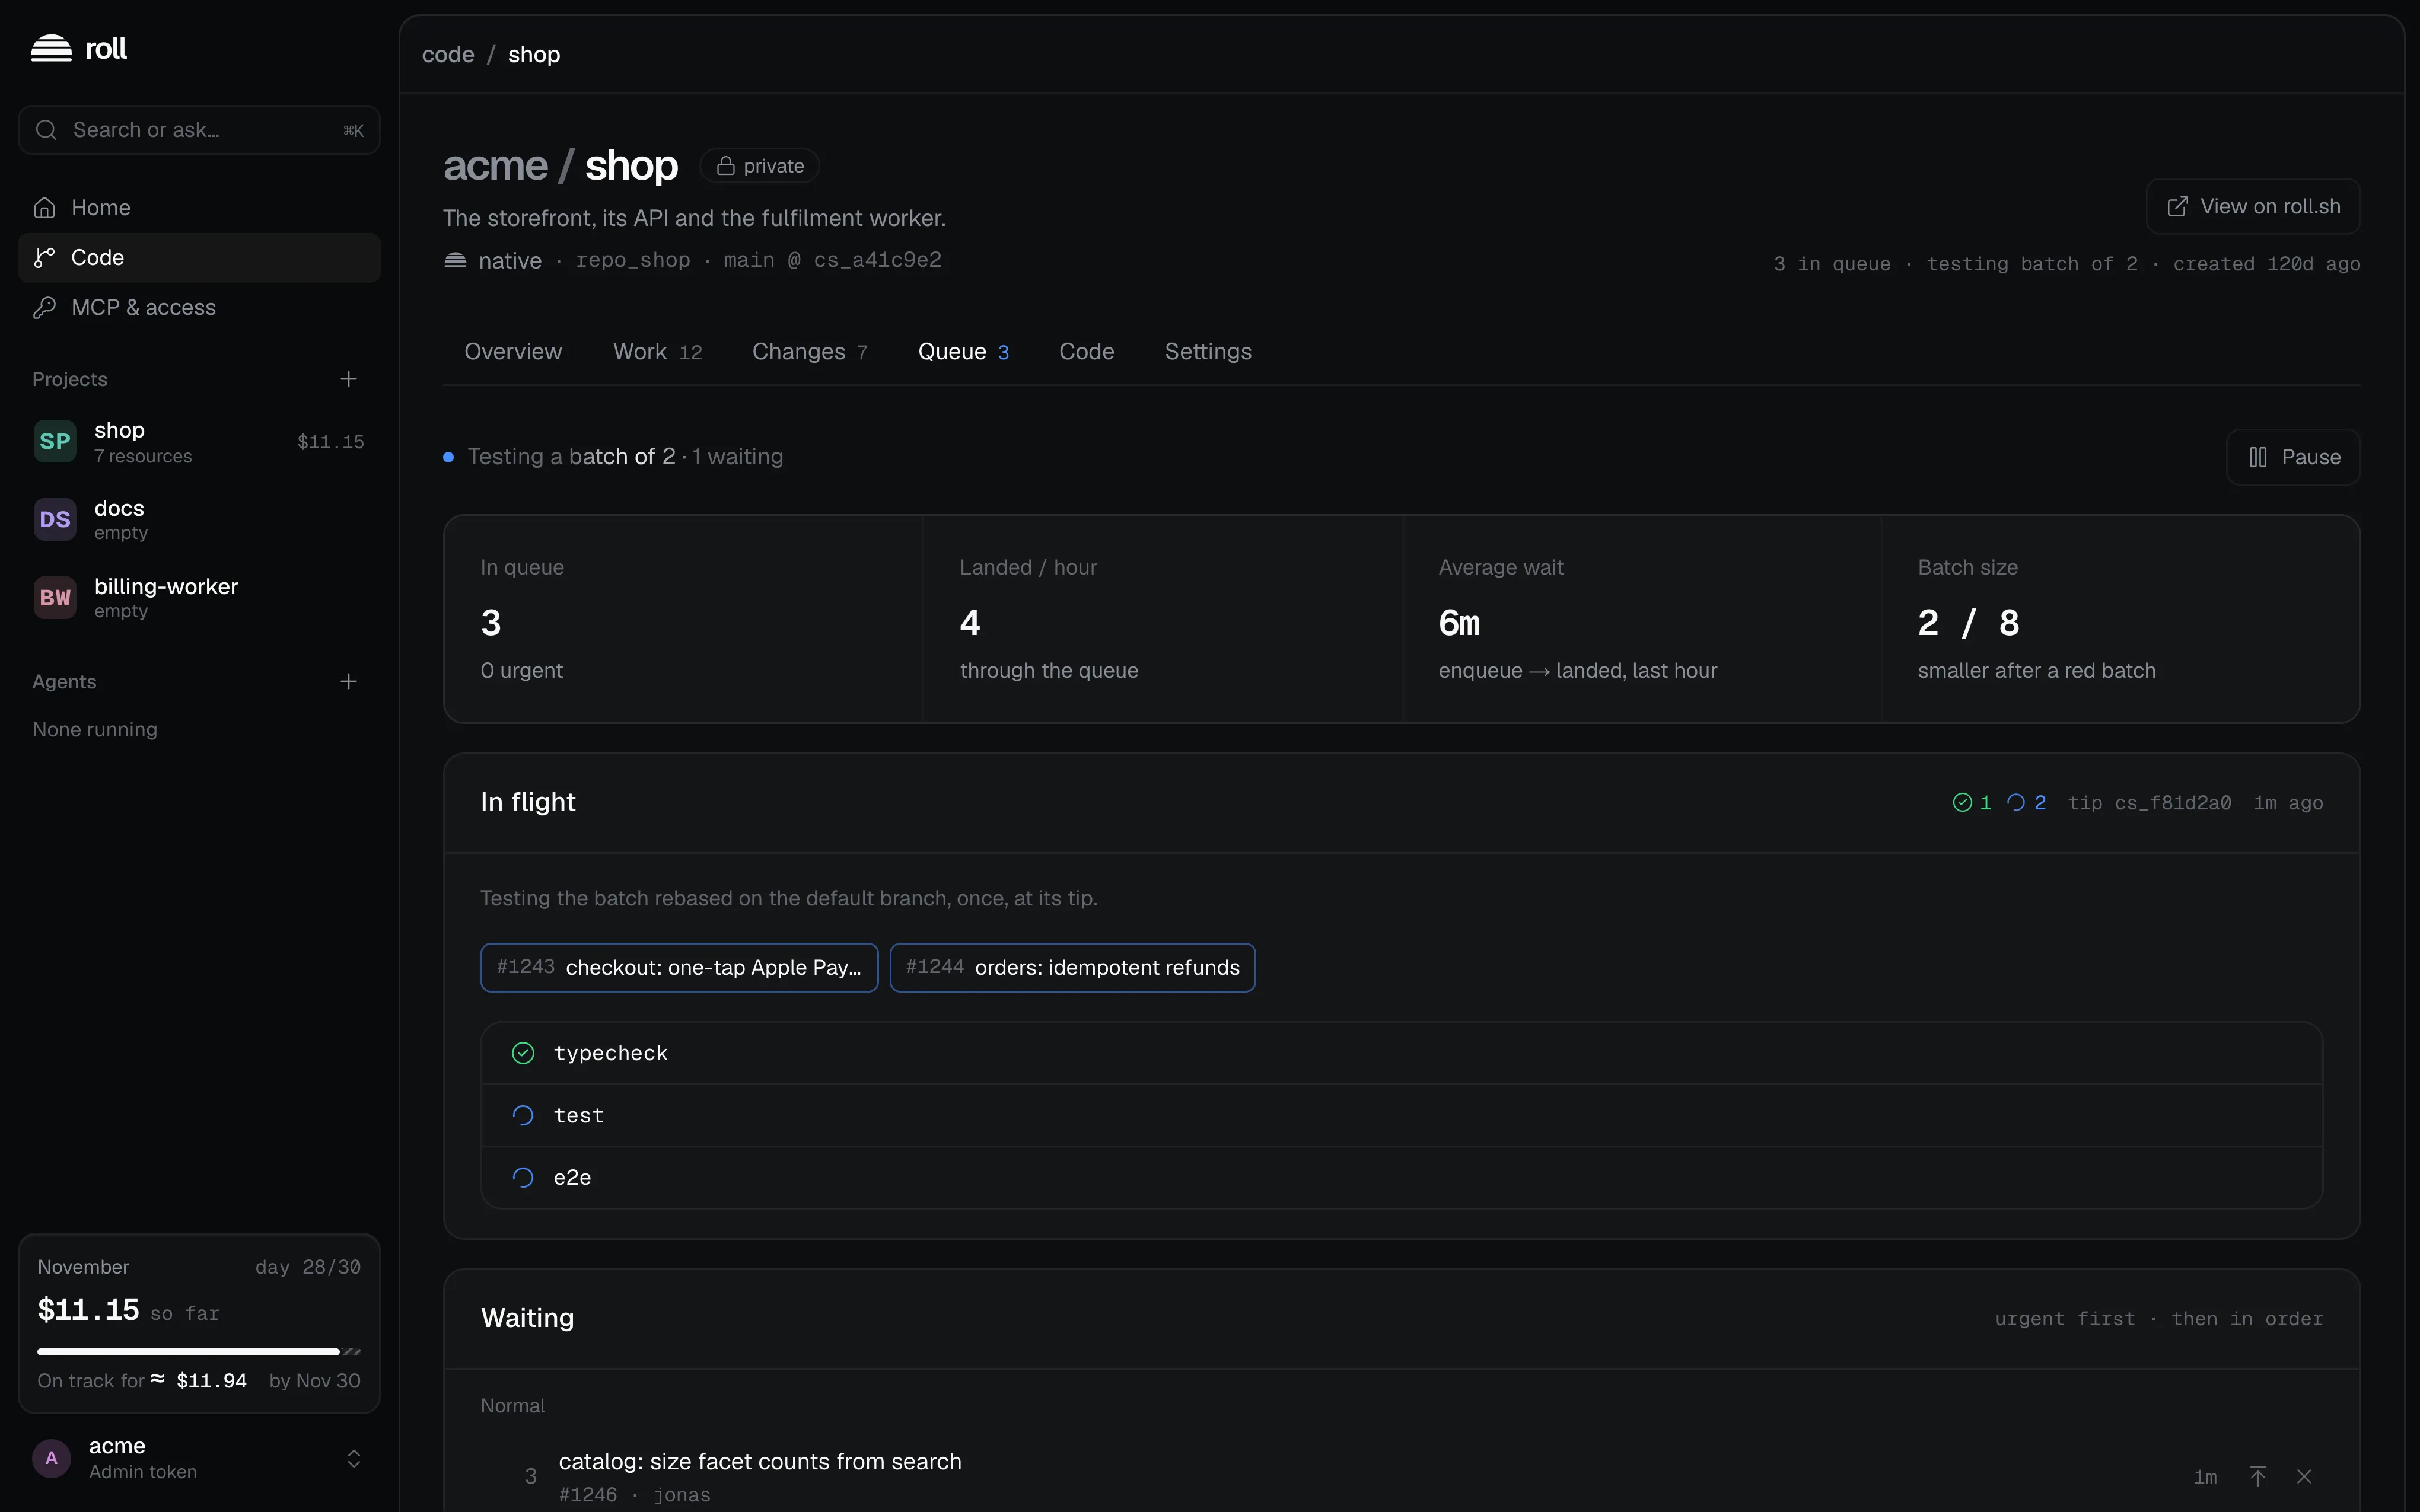 roll
Search or ask... ⌘K
Home
Code
MCP & access
Projects
SP shop $11.15
7 resources
DS docs
empty
BW billing-worker
empty
Agents
None running
November day 28/30
$11.15 so far
On track for ≈ $11.94 by Nov 30
A acme
Admin token
code / shop
acme / shop private
The storefront, its API and the fulfilment worker.
View on roll.sh
native · repo_shop · main @ cs_a41c9e2
3 in queue · testing batch of 2 · created 120d ago
Overview Work 12 Changes 7 Queue 3 Code Settings
Testing a batch of 2 · 1 waiting Pause
In queue Landed / hour Average wait Batch size
3 4 6m 2 / 8
0 urgent through the queue enqueue → landed, last hour smaller after a red batch
In flight 1 2 tip cs_f81d2a0 1m ago
Testing the batch rebased on the default branch, once, at its tip.
#1243 checkout: one-tap Apple Pay... #1244 orders: idempotent refunds
typecheck
test
e2e
Waiting urgent first · then in order
Normal
3 catalog: size facet counts from search 1m
#1246 · jonas